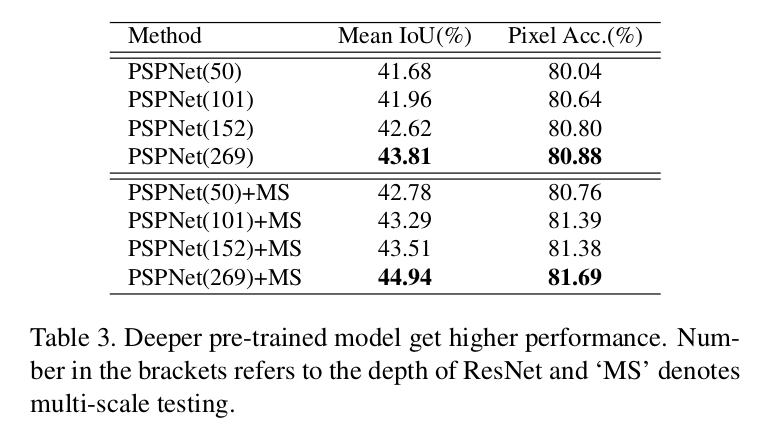 Method Mean IoU(%) Pixel Acc.(%)
PSPNet(50) 41.68 80.04
PSPNet(101) 41.96 80.64
PSPNet(152) 42.62 80.80
PSPNet(269) 43.81 80.88
PSPNet(50)+MS 42.78 80.76
PSPNet(101)+MS 43.29 81.39
PSPNet(152)+MS 43.51 81.38
PSPNet(269)+MS 44.94 81.69
Table 3. Deeper pre-trained model get higher performance. Num-
ber in the brackets refers to the depth of ResNet and ‘MS’ denotes
multi-scale testing.